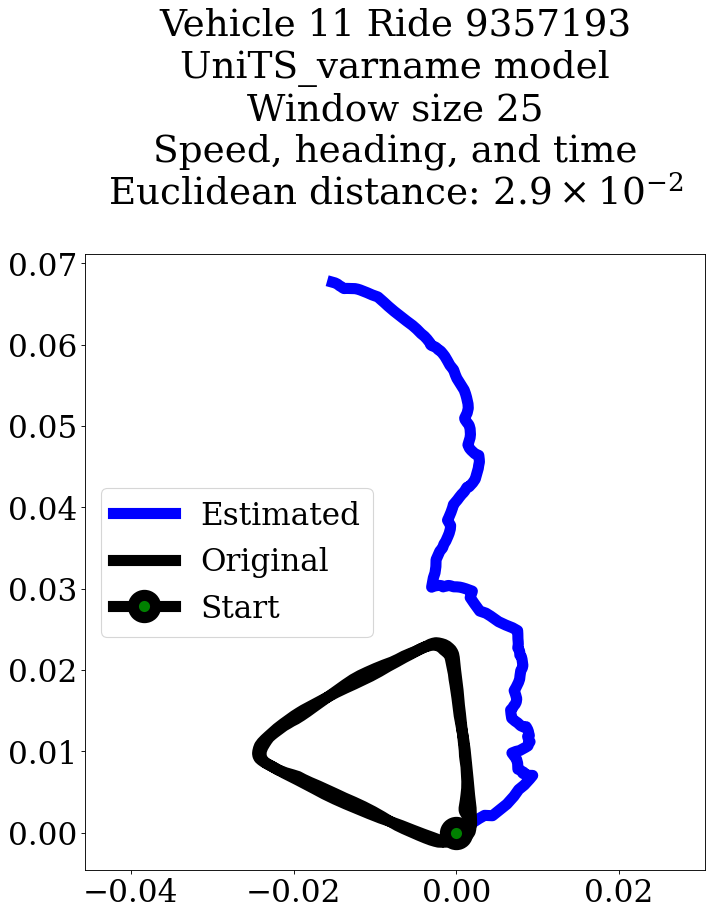 Vehicle 11 Ride 9357193
UniTS_varname model
Window size 25
Speed, heading, and time
Euclidean distance: 2.9 × 10⁻²
0.07
0.06
0.05
0.04
0.03
0.02
0.01
0.00
Estimated
Original
Start
−0.04 −0.02 0.00 0.02